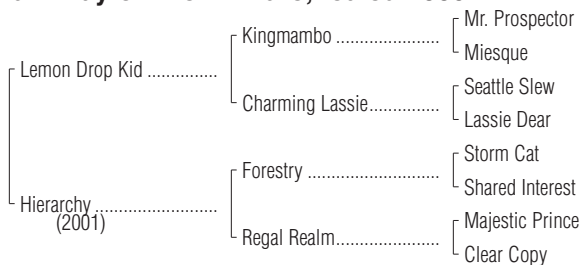 Mr. Prospector
Kingmambo ....................
Miesque
Lemon Drop Kid ..............
Seattle Slew
Charming Lassie..............
Lassie Dear
Storm Cat
Forestry ..........................
Shared Interest
Hierarchy .........................
(2001)
Majestic Prince
Regal Realm.....................
Clear Copy